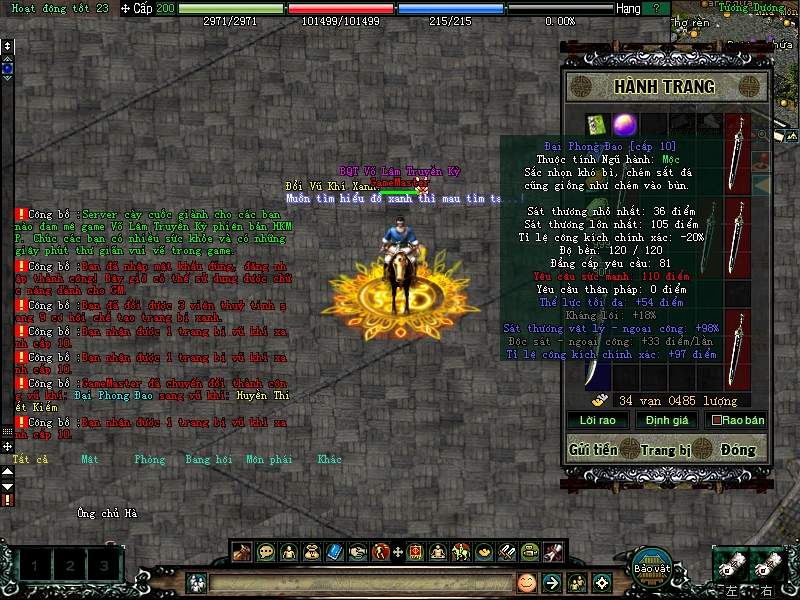 Hoạt động tốt 23
Cấp 200
Hạng ?
2971/2971
101499/101499
215/215
0.00%
Tương Dương
HÀNH TRANG
BQT Võ Lâm Truyền Kỳ
Đổi Vũ Khí Xanh
GameMaster
Muốn tìm hiểu đồ xanh thì mau tìm ta...!
Đại Phong Đao [cấp 10]
Thuộc tính Ngũ hành: Mộc
Sắc nhọn khó bì, chém sắt đá
cũng giống như chém vào bùn.
Sát thương nhỏ nhất: 36 điểm
Sát thương lớn nhất: 105 điểm
Tỉ lệ công kích chính xác: -20%
Độ bền: 120 / 120
Đẳng cấp yêu cầu: 81
Yêu cầu sức mạnh: 110 điểm
Yêu cầu thân pháp: 0 điểm
Thể lực tối đa: +54 điểm
Kháng lôi: +18%
Sát thương vật lý - ngoại công: +98%
Độc sát - ngoại công: +33 điểm/lần
Tỉ lệ công kích chính xác: +97 điểm
Công bố :Server cày cuốc giành cho các bạn
nào đam mê game Võ Lâm Truyền Kỳ phiên bản HKM
P. Chúc các bạn có nhiều sức khỏe và có những
giây phút thư giãn vui vẽ trong game.
Công bố :Bạn đã nhập mật khẩu đúng, đăng nh
ập thành công! Bây giờ có thể sử dụng được chứ
c năng dành cho GM.
Công bố :Bạn đã đổi được 3 viên thuỷ tinh s
ang 9 cơ hội chế tạo trang bị xanh.
Công bố :Bạn nhận được 1 trang bị vũ khí xa
nh cấp 10.
Công bố :Bạn nhận được 1 trang bị vũ khí xa
nh cấp 10.
Công bố :GameMaster đã chuyển đổi thành côn
g vũ khí: Đại Phong Đao sang vũ khí: Huyền Thi
ết Kiếm
Công bố :Bạn nhận được 1 trang bị vũ khí xa
nh cấp 10.
Tất cả
Mật
Phòng
Bang hội
Môn phái
Khác
34 vạn 0485 lượng
Lời rao
Định giá
Rao bán
Gửi tiền
Trang bị
Đóng
Ông chủ Hà
1 2 3
Bảo vật
左
右